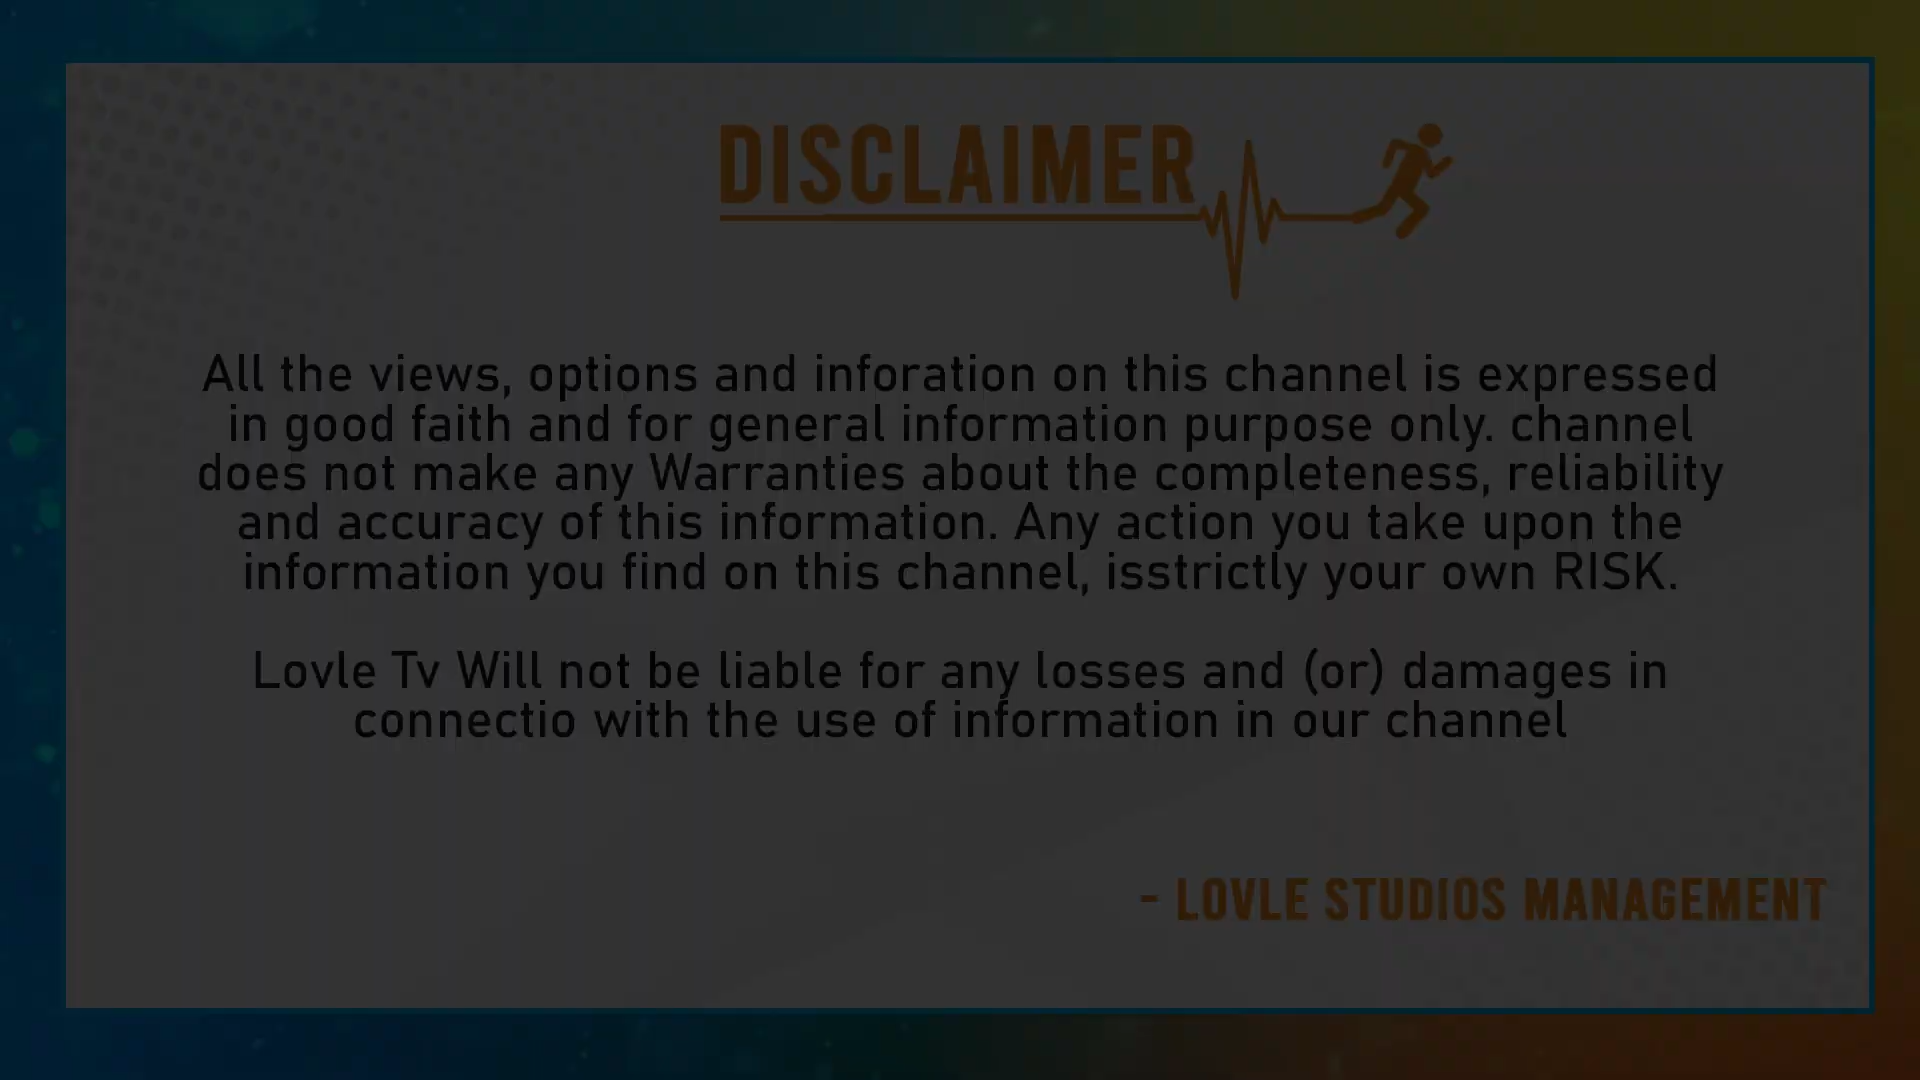 DISCLAIMER
All the views, options and inforation on this channel is expressed
in good faith and for general information purpose only. channel
does not make any Warranties about the completeness, reliability
and accuracy of this information. Any action you take upon the
information you find on this channel, isstrictly your own RISK.
Lovle Tv Will not be liable for any losses and (or) damages in
connectio with the use of information in our channel
- LOVLE STUDIOS MANAGEMENT